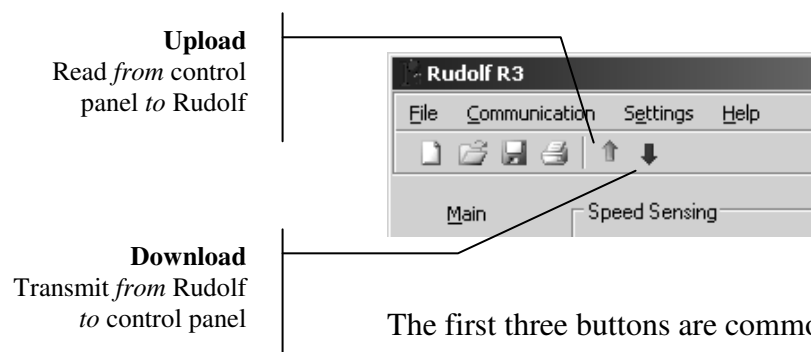 Upload
Read from control
panel to Rudolf
Rudolf R3
File Communication Settings Help
Main Speed Sensing
Download
Transmit from Rudolf
to control panel
The first three buttons are commo